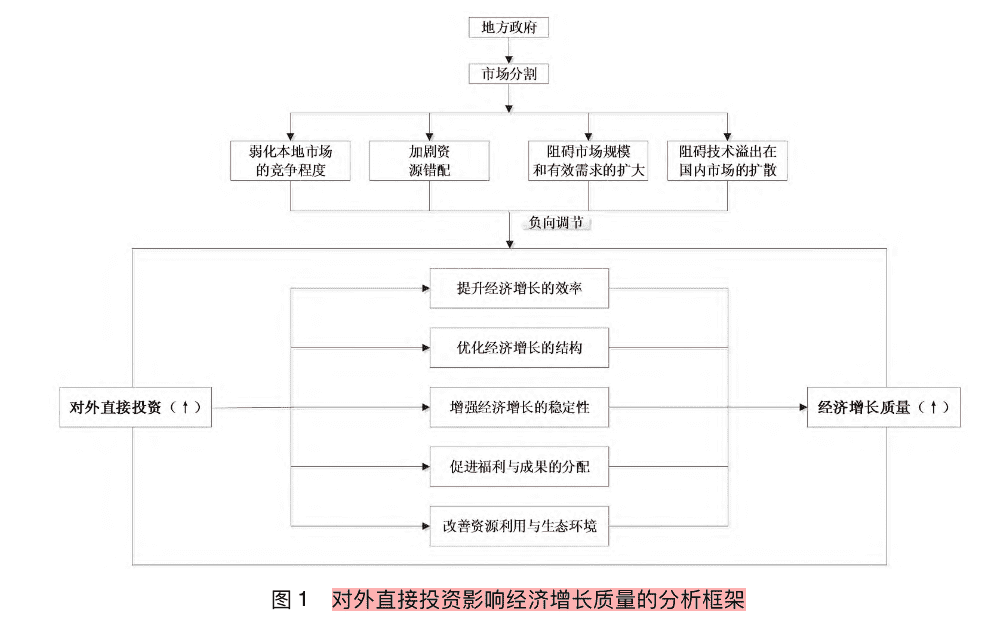 地方政府
市场分割
弱化本地市场
的竞争程度
加剧资
源错配
阻碍市场规模
和有效需求的扩大
阻碍技术溢出在
国内市场的扩散
负向调节
提升经济增长的效率
优化经济增长的结构
对外直接投资（↑）
增强经济增长的稳定性
经济增长质量（↑）
促进福利与成果的分配
改善资源利用与生态环境
图 1 对外直接投资影响经济增长质量的分析框架